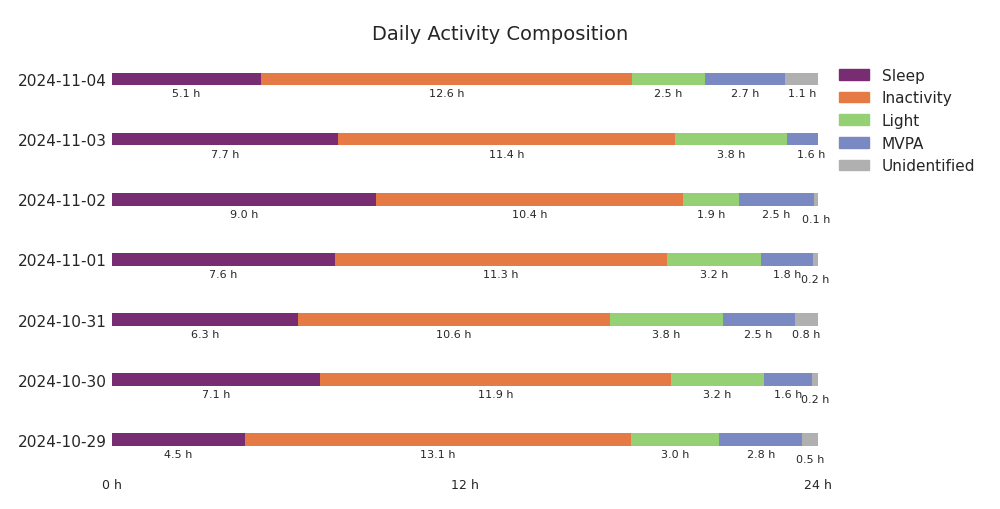 Daily Activity Composition
2024-11-04
5.1 h 12.6 h 2.5 h 2.7 h 1.1 h
2024-11-03
7.7 h 11.4 h 3.8 h 1.6 h
2024-11-02
9.0 h 10.4 h 1.9 h 2.5 h 0.1 h
2024-11-01
7.6 h 11.3 h 3.2 h 1.8 h 0.2 h
2024-10-31
6.3 h 10.6 h 3.8 h 2.5 h 0.8 h
2024-10-30
7.1 h 11.9 h 3.2 h 1.6 h 0.2 h
2024-10-29
4.5 h 13.1 h 3.0 h 2.8 h 0.5 h
0 h 12 h 24 h
Sleep
Inactivity
Light
MVPA
Unidentified